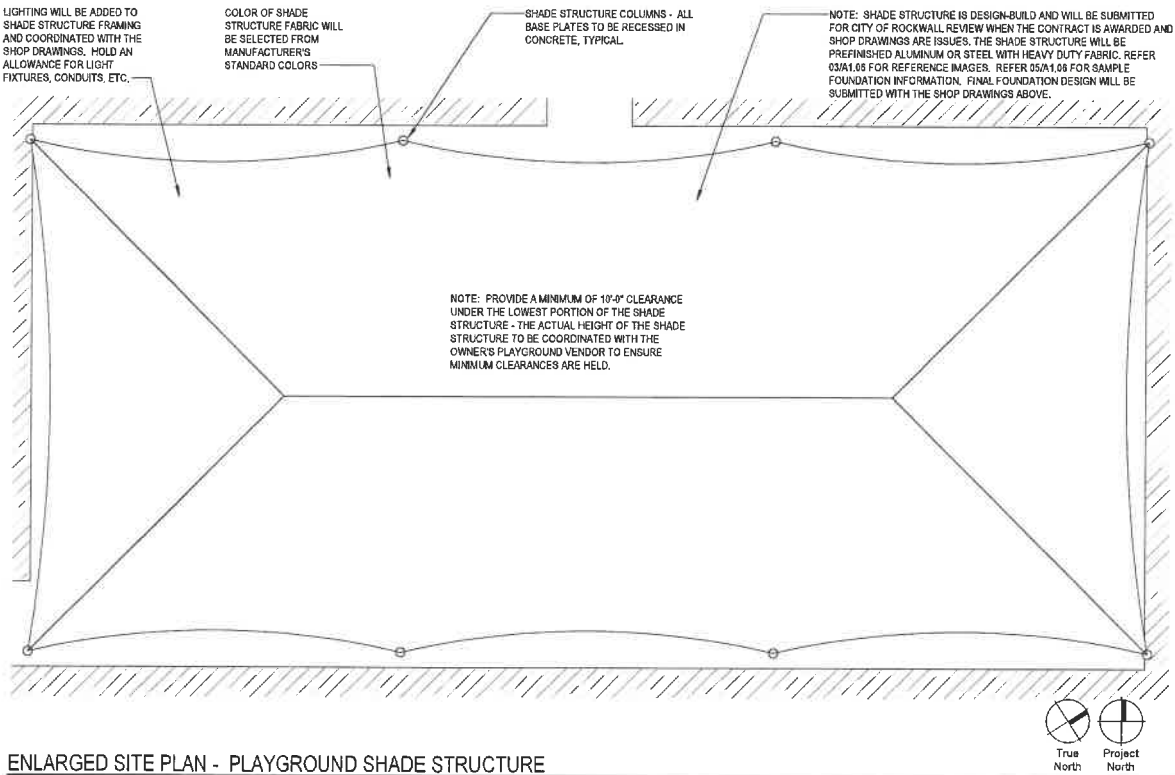 LIGHTING WILL BE ADDED TO
SHADE STRUCTURE FRAMING
AND COORDINATED WITH THE
SHOP DRAWINGS. HOLD AN
ALLOWANCE FOR LIGHT
FIXTURES, CONDUITS, ETC.
COLOR OF SHADE
STRUCTURE FABRIC WILL
BE SELECTED FROM
MANUFACTURER'S
STANDARD COLORS
SHADE STRUCTURE COLUMNS - ALL
BASE PLATES TO BE RECESSED IN
CONCRETE, TYPICAL
NOTE: SHADE STRUCTURE IS DESIGN-BUILD AND WILL BE SUBMITTED
FOR CITY OF ROCKWALL REVIEW WHEN THE CONTRACT IS AWARDED AND
SHOP DRAWINGS ARE ISSUES. THE SHADE STRUCTURE WILL BE
PREFINISHED ALUMINUM OR STEEL WITH HEAVY DUTY FABRIC. REFER
03/A1.06 FOR REFERENCE IMAGES. REFER 05/A1.06 FOR SAMPLE
FOUNDATION INFORMATION. FINAL FOUNDATION DESIGN WILL BE
SUBMITTED WITH THE SHOP DRAWINGS ABOVE.
NOTE: PROVIDE A MINIMUM OF 10'-0" CLEARANCE
UNDER THE LOWEST PORTION OF THE SHADE
STRUCTURE - THE ACTUAL HEIGHT OF THE SHADE
STRUCTURE TO BE COORDINATED WITH THE
OWNER'S PLAYGROUND VENDOR TO ENSURE
MINIMUM CLEARANCES ARE HELD.
True
North
Project
North
ENLARGED SITE PLAN - PLAYGROUND SHADE STRUCTURE